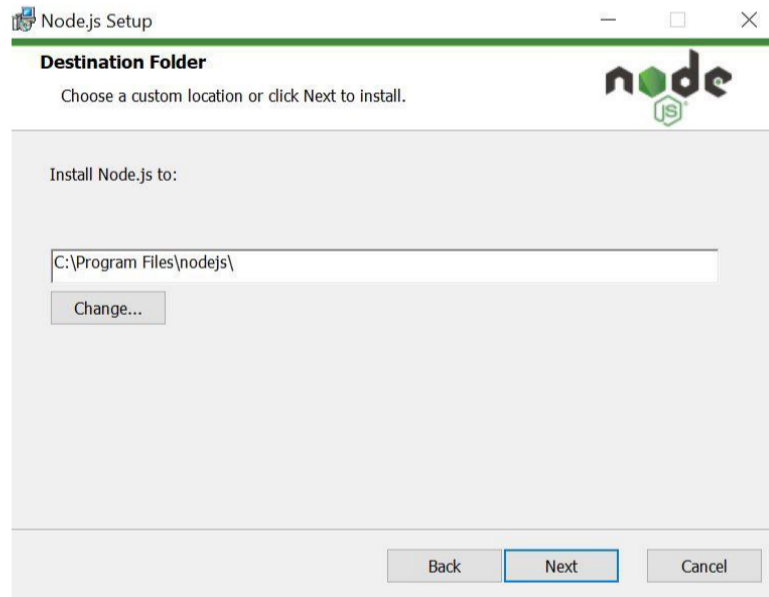 Node.js Setup
Destination Folder
Choose a custom location or click Next to install.
node
JS
Install Node.js to:
C:\Program Files\nodejs\
Change...
Back Next Cancel